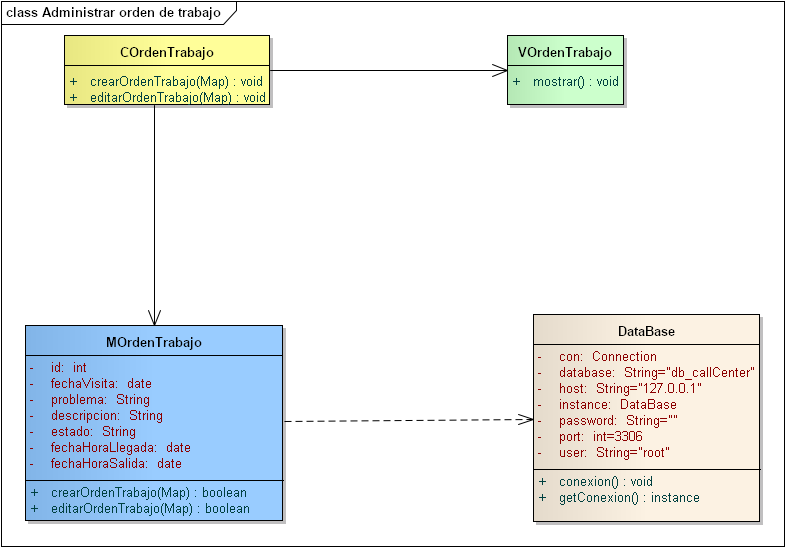 class Administrar orden de trabajo
COrdenTrabajo
+ crearOrdenTrabajo(Map) : void
+ editarOrdenTrabajo(Map) : void
VOrdenTrabajo
+ mostrar() : void
MOrdenTrabajo
- id: int
- fechaVisita: date
- problema: String
- descripcion: String
- estado: String
- fechaHoraLlegada: date
- fechaHoraSalida: date
+ crearOrdenTrabajo(Map) : boolean
+ editarOrdenTrabajo(Map) : boolean
DataBase
- con: Connection
- database: String="db_callCenter"
- host: String="127.0.0.1"
- instance: DataBase
- password: String=""
- port: int=3306
- user: String="root"
+ conexion() : void
+ getConexion() : instance